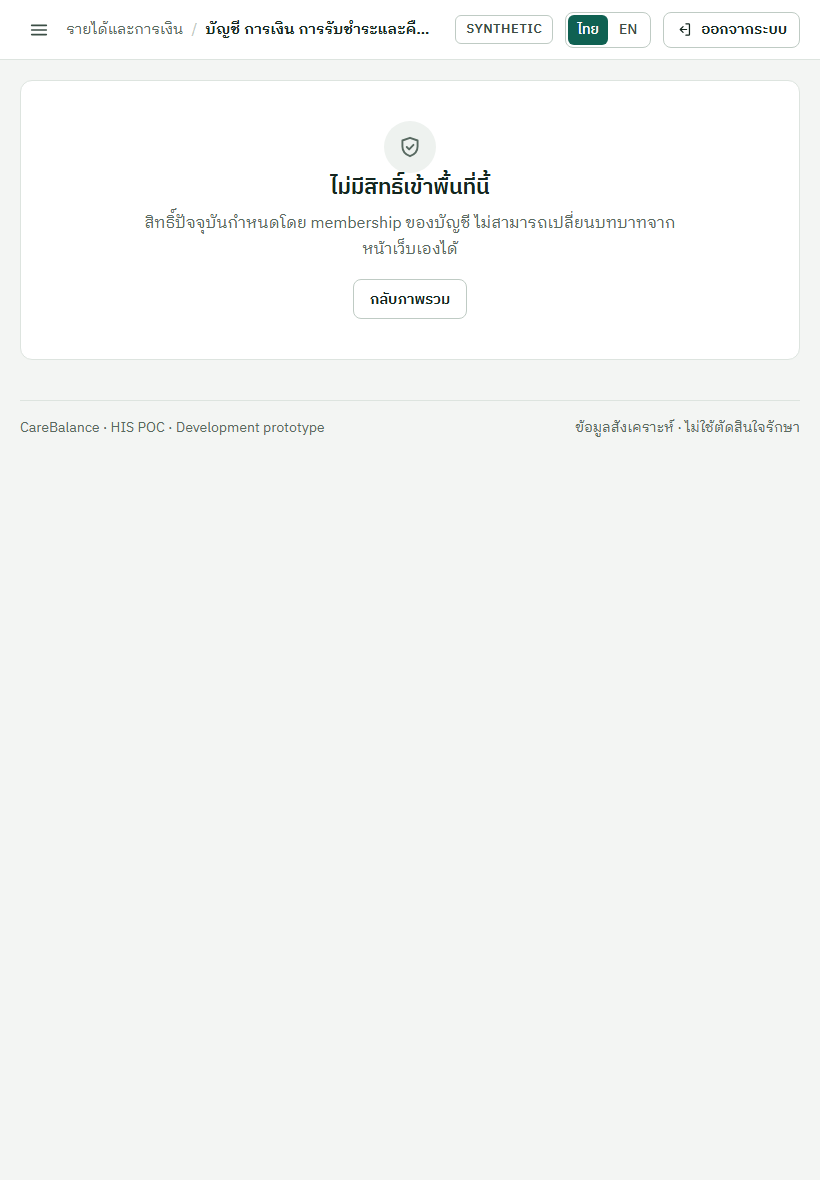 รายได้และการเงิน / บัญชี การเงิน การรับชำระและคื... SYNTHETIC ไทย EN ออกจากระบบ
ไม่มีสิทธิ์เข้าพื้นที่นี้
สิทธิ์ปัจจุบันกำหนดโดย membership ของบัญชี ไม่สามารถเปลี่ยนบทบาทจาก
หน้าเว็บเองได้
กลับภาพรวม
CareBalance · HIS POC · Development prototype ข้อมูลสังเคราะห์ · ไม่ใช้ตัดสินใจรักษา